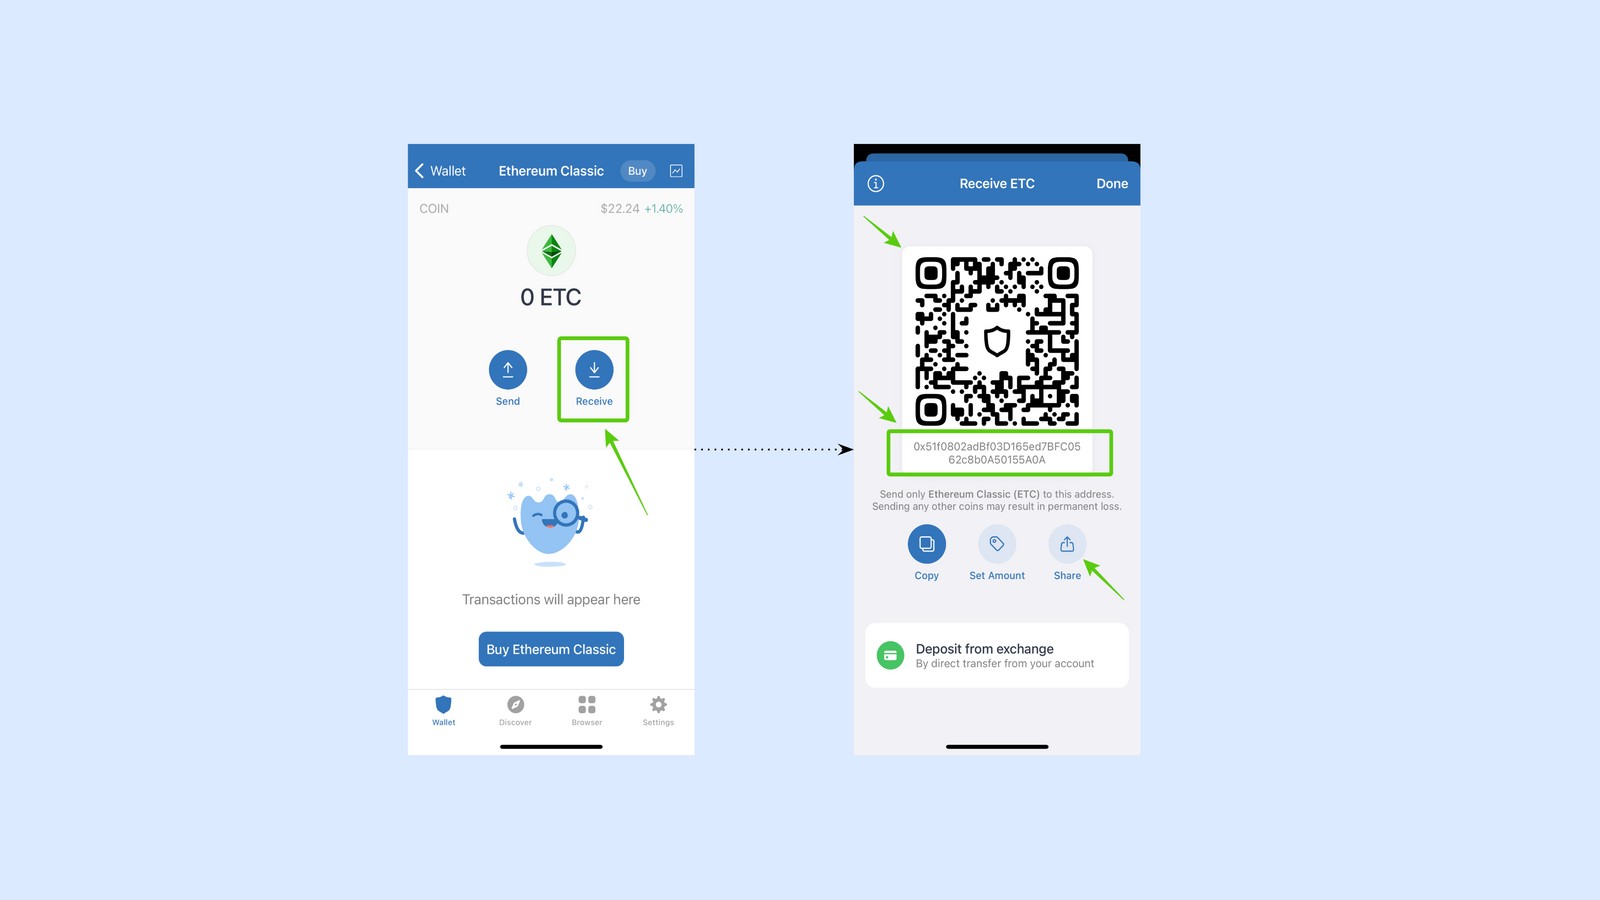 Wallet
Ethereum Classic
Buy
COIN
$22.24 +1.40%
0 ETC
Send
Receive
Transactions will appear here
Buy Ethereum Classic
Wallet
Discover
Browser
Settings
Receive ETC
Done
0x51f0802adBf03D165ed7BFC05
62c8b0A50155A0A
Send only Ethereum Classic (ETC) to this address.
Sending any other coins may result in permanent loss.
Copy
Set Amount
Share
Deposit from exchange
By direct transfer from your account